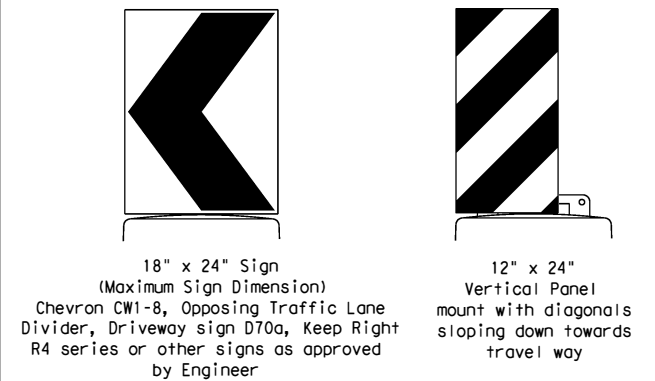 18" x 24" Sign
(Maximum Sign Dimension)
Chevron CW1-8, Opposing Traffic Lane
Divider, Driveway sign D70a, Keep Right
R4 series or other signs as approved
by Engineer
12" x 24"
Vertical Panel
mount with diagonals
sloping down towards
travel way